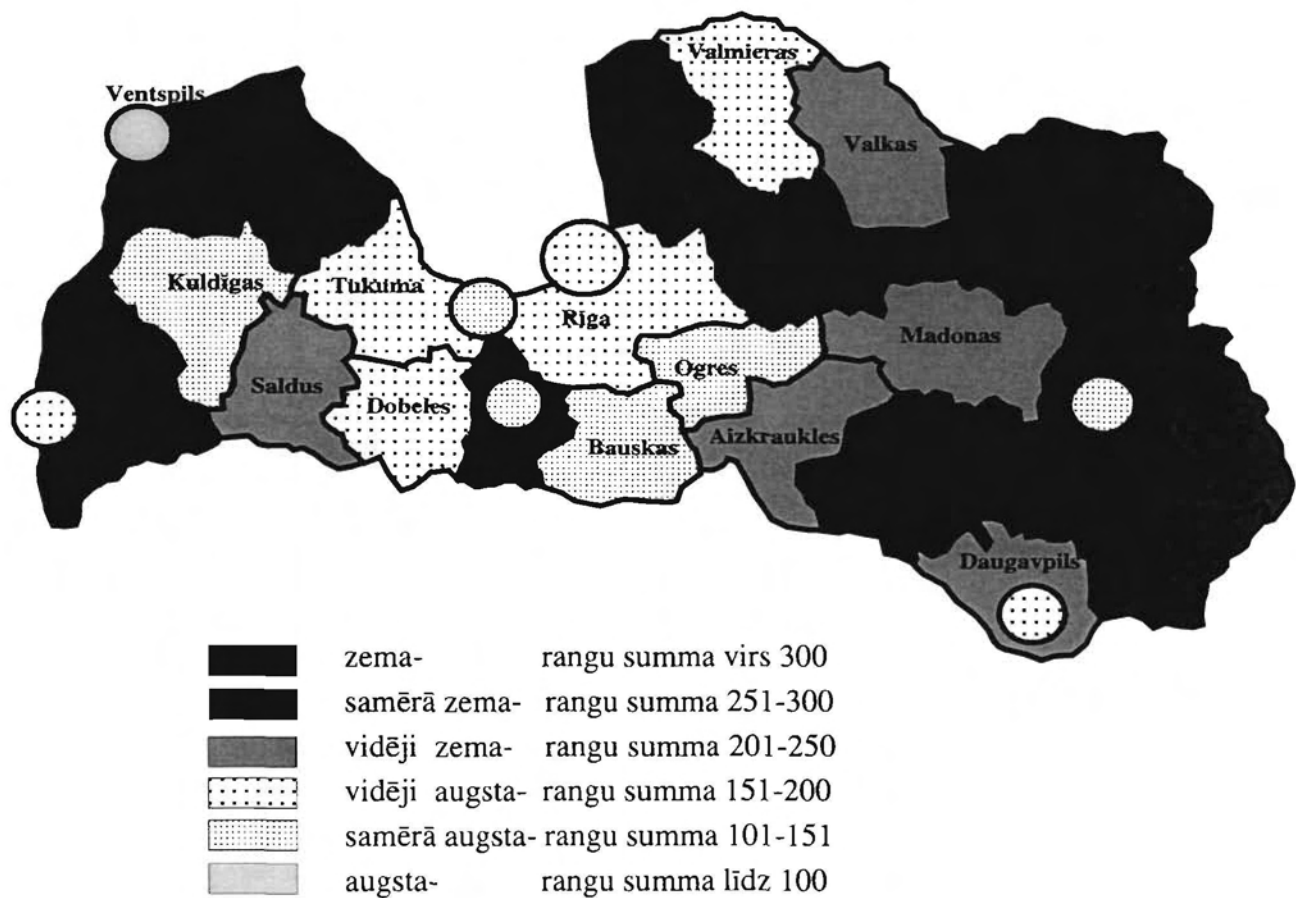 Valmieras
Ventspils
Valkas
Kuldīgas
Tukuma
Rīga
Madonas
Ogres
Saldus
Dobeles
Aizkraukles
Bauskas
Daugavpils
zema- rangu summa virs 300
samērā zema- rangu summa 251-300
vidēji zema- rangu summa 201-250
vidēji augsta- rangu summa 151-200
samērā augsta- rangu summa 101-151
augsta- rangu summa līdz 100